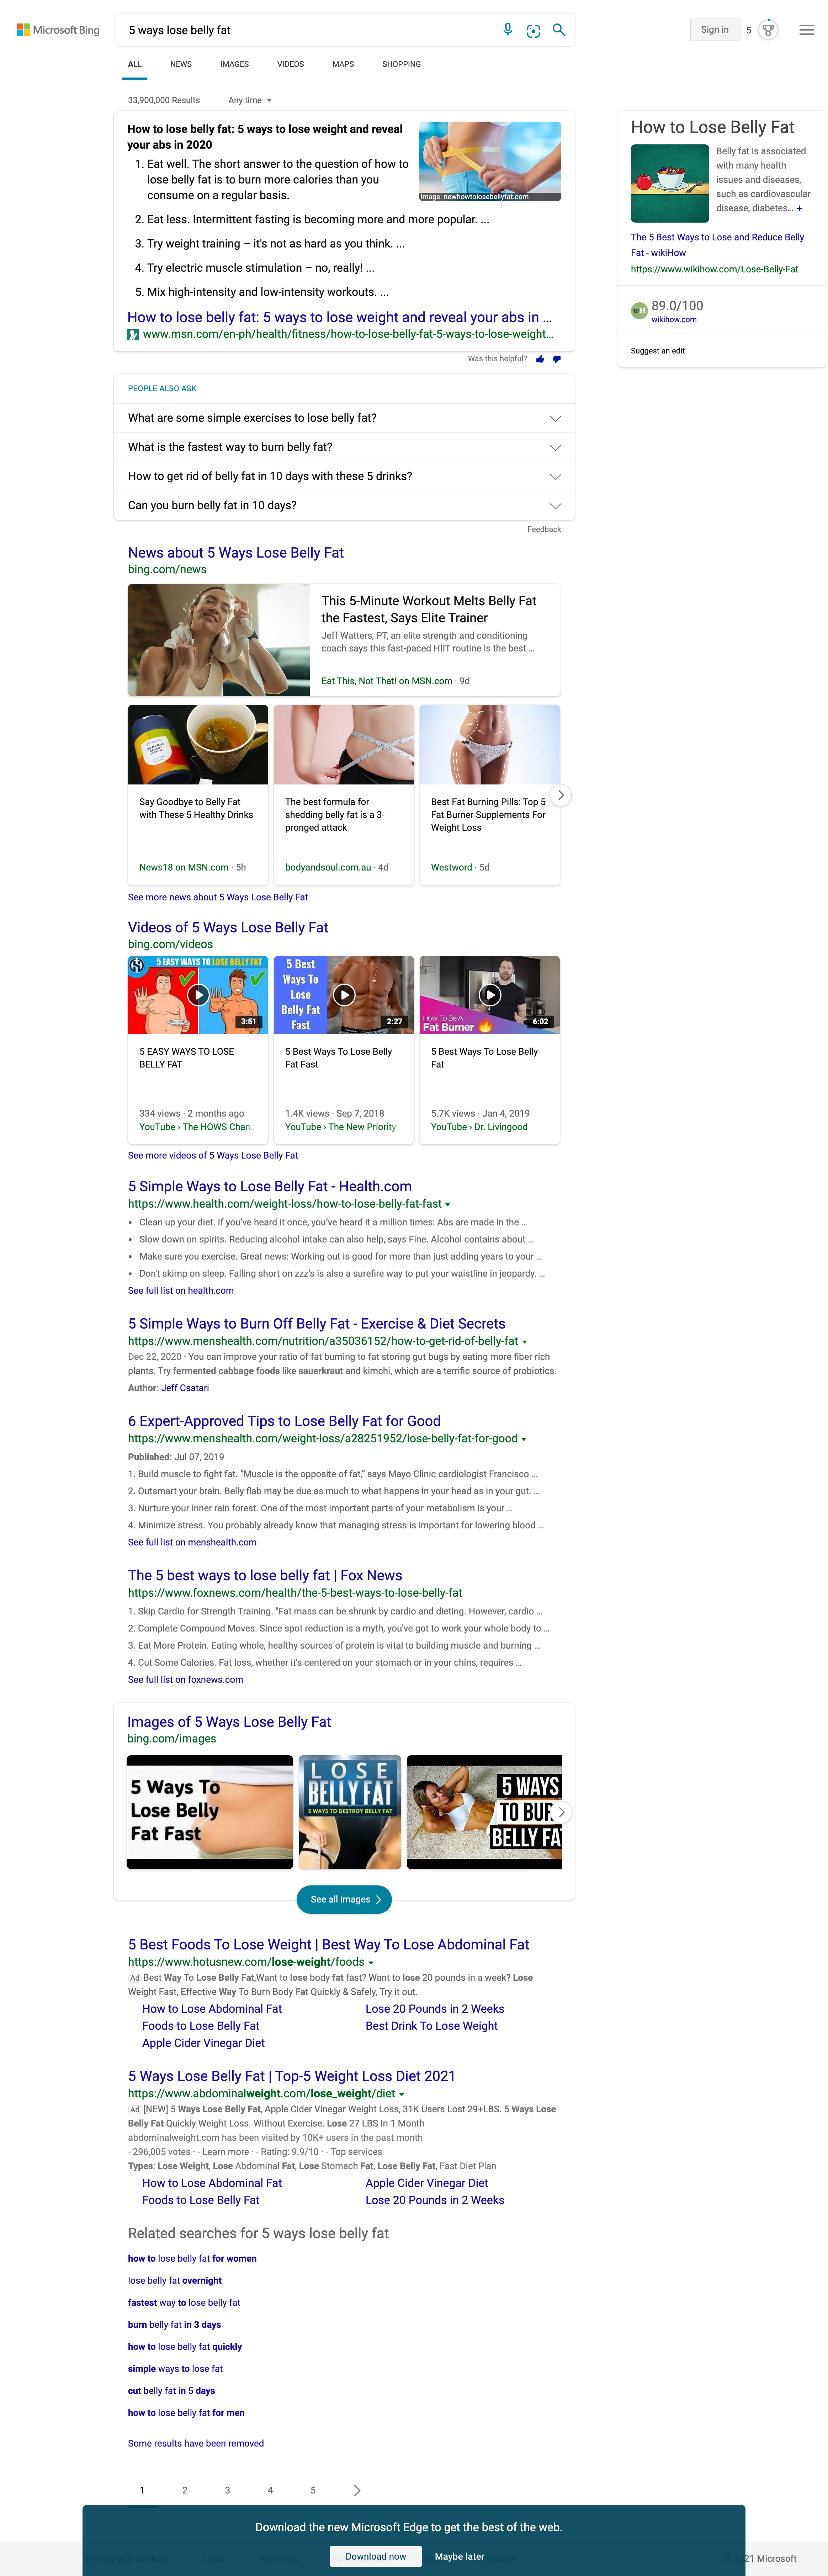 Microsoft Bing
5 ways lose belly fat
Sign in
5
ALL
NEWS
IMAGES
VIDEOS
MAPS
SHOPPING
33,900,000 Results
Any time
How to lose belly fat: 5 ways to lose weight and reveal
your abs in 2020
1. Eat well. The short answer to the question of how to
lose belly fat is to burn more calories than you
consume on a regular basis.
Image: newhowtolosebellyfat.com
2. Eat less. Intermittent fasting is becoming more and more popular. ...
3. Try weight training – it's not as hard as you think. ...
4. Try electric muscle stimulation – no, really! ...
5. Mix high-intensity and low-intensity workouts. ...
How to lose belly fat: 5 ways to lose weight and reveal your abs in ...
www.msn.com/en-ph/health/fitness/how-to-lose-belly-fat-5-ways-to-lose-weight...
Was this helpful?
How to Lose Belly Fat
Belly fat is associated
with many health
issues and diseases,
such as cardiovascular
disease, diabetes... +
The 5 Best Ways to Lose and Reduce Belly
Fat - wikiHow
https://www.wikihow.com/Lose-Belly-Fat
wH
89.0/100
wikihow.com
Suggest an edit
PEOPLE ALSO ASK
What are some simple exercises to lose belly fat?
What is the fastest way to burn belly fat?
How to get rid of belly fat in 10 days with these 5 drinks?
Can you burn belly fat in 10 days?
Feedback
News about 5 Ways Lose Belly Fat
bing.com/news
This 5-Minute Workout Melts Belly Fat
the Fastest, Says Elite Trainer
Jeff Watters, PT, an elite strength and conditioning
coach says this fast-paced HIIT routine is the best ...
Eat This, Not That! on MSN.com · 9d
Say Goodbye to Belly Fat
with These 5 Healthy Drinks
News18 on MSN.com · 5h
The best formula for
shedding belly fat is a 3-
pronged attack
bodyandsoul.com.au · 4d
Best Fat Burning Pills: Top 5
Fat Burner Supplements For
Weight Loss
Westword · 5d
See more news about 5 Ways Lose Belly Fat
Videos of 5 Ways Lose Belly Fat
bing.com/videos
5 EASY WAYS TO LOSE BELLY FAT
3:51
5 EASY WAYS TO LOSE
BELLY FAT
334 views · 2 months ago
YouTube › The HOWS Chan
5 Best
Ways To
Lose
Belly Fat
Fast
2:27
5 Best Ways To Lose Belly
Fat Fast
1.4K views · Sep 7, 2018
YouTube › The New Priority
How To Be A
Fat Burner
6:02
5 Best Ways To Lose Belly
Fat
5.7K views · Jan 4, 2019
YouTube › Dr. Livingood
See more videos of 5 Ways Lose Belly Fat
5 Simple Ways to Lose Belly Fat - Health.com
https://www.health.com/weight-loss/how-to-lose-belly-fat-fast
• Clean up your diet. If you've heard it once, you've heard it a million times: Abs are made in the ...
• Slow down on spirits. Reducing alcohol intake can also help, says Fine. Alcohol contains about ...
• Make sure you exercise. Great news: Working out is good for more than just adding years to your ...
• Don't skimp on sleep. Falling short on zzz's is also a surefire way to put your waistline in jeopardy. ...
See full list on health.com
5 Simple Ways to Burn Off Belly Fat - Exercise & Diet Secrets
https://www.menshealth.com/nutrition/a35036152/how-to-get-rid-of-belly-fat
Dec 22, 2020 · You can improve your ratio of fat burning to fat storing gut bugs by eating more fiber-rich
plants. Try fermented cabbage foods like sauerkraut and kimchi, which are a terrific source of probiotics.
Author: Jeff Csatari
6 Expert-Approved Tips to Lose Belly Fat for Good
https://www.menshealth.com/weight-loss/a28251952/lose-belly-fat-for-good
Published: Jul 07, 2019
1. Build muscle to fight fat. “Muscle is the opposite of fat,” says Mayo Clinic cardiologist Francisco ...
2. Outsmart your brain. Belly flab may be due as much to what happens in your head as in your gut. ...
3. Nurture your inner rain forest. One of the most important parts of your metabolism is your ...
4. Minimize stress. You probably already know that managing stress is important for lowering blood ...
See full list on menshealth.com
The 5 best ways to lose belly fat | Fox News
https://www.foxnews.com/health/the-5-best-ways-to-lose-belly-fat
1. Skip Cardio for Strength Training. "Fat mass can be shrunk by cardio and dieting. However, cardio ...
2. Complete Compound Moves. Since spot reduction is a myth, you've got to work your whole body to ...
3. Eat More Protein. Eating whole, healthy sources of protein is vital to building muscle and burning ...
4. Cut Some Calories. Fat loss, whether it's centered on your stomach or in your chins, requires ...
See full list on foxnews.com
Images of 5 Ways Lose Belly Fat
bing.com/images
5 Ways To
Lose Belly
Fat Fast
LOSE
BELLY FAT
5 WAYS TO DESTROY BELLY FAT
5 WAYS
TO BUR
BELLY FA
See all images
5 Best Foods To Lose Weight | Best Way To Lose Abdominal Fat
https://www.hotusnew.com/lose-weight/foods
Ad Best Way To Lose Belly Fat,Want to lose body fat fast? Want to lose 20 pounds in a week? Lose
Weight Fast, Effective Way To Burn Body Fat Quickly & Safely, Try it out.
How to Lose Abdominal Fat
Lose 20 Pounds in 2 Weeks
Foods to Lose Belly Fat
Best Drink To Lose Weight
Apple Cider Vinegar Diet
5 Ways Lose Belly Fat | Top-5 Weight Loss Diet 2021
https://www.abdominalweight.com/lose_weight/diet
Ad [NEW] 5 Ways Lose Belly Fat, Apple Cider Vinegar Weight Loss, 31K Users Lost 29+LBS. 5 Ways Lose
Belly Fat Quickly Weight Loss. Without Exercise. Lose 27 LBS In 1 Month
abdominalweight.com has been visited by 10K+ users in the past month
- 296,005 votes · - Learn more · - Rating: 9.9/10 · - Top services
Types: Lose Weight, Lose Abdominal Fat, Lose Stomach Fat, Lose Belly Fat, Fast Diet Plan
How to Lose Abdominal Fat
Apple Cider Vinegar Diet
Foods to Lose Belly Fat
Lose 20 Pounds in 2 Weeks
Related searches for 5 ways lose belly fat
how to lose belly fat for women
lose belly fat overnight
fastest way to lose belly fat
burn belly fat in 3 days
how to lose belly fat quickly
simple ways to lose fat
cut belly fat in 5 days
how to lose belly fat for men
Some results have been removed
1 2 3 4 5
Download the new Microsoft Edge to get the best of the web.
Download now
Maybe later
21 Microsoft